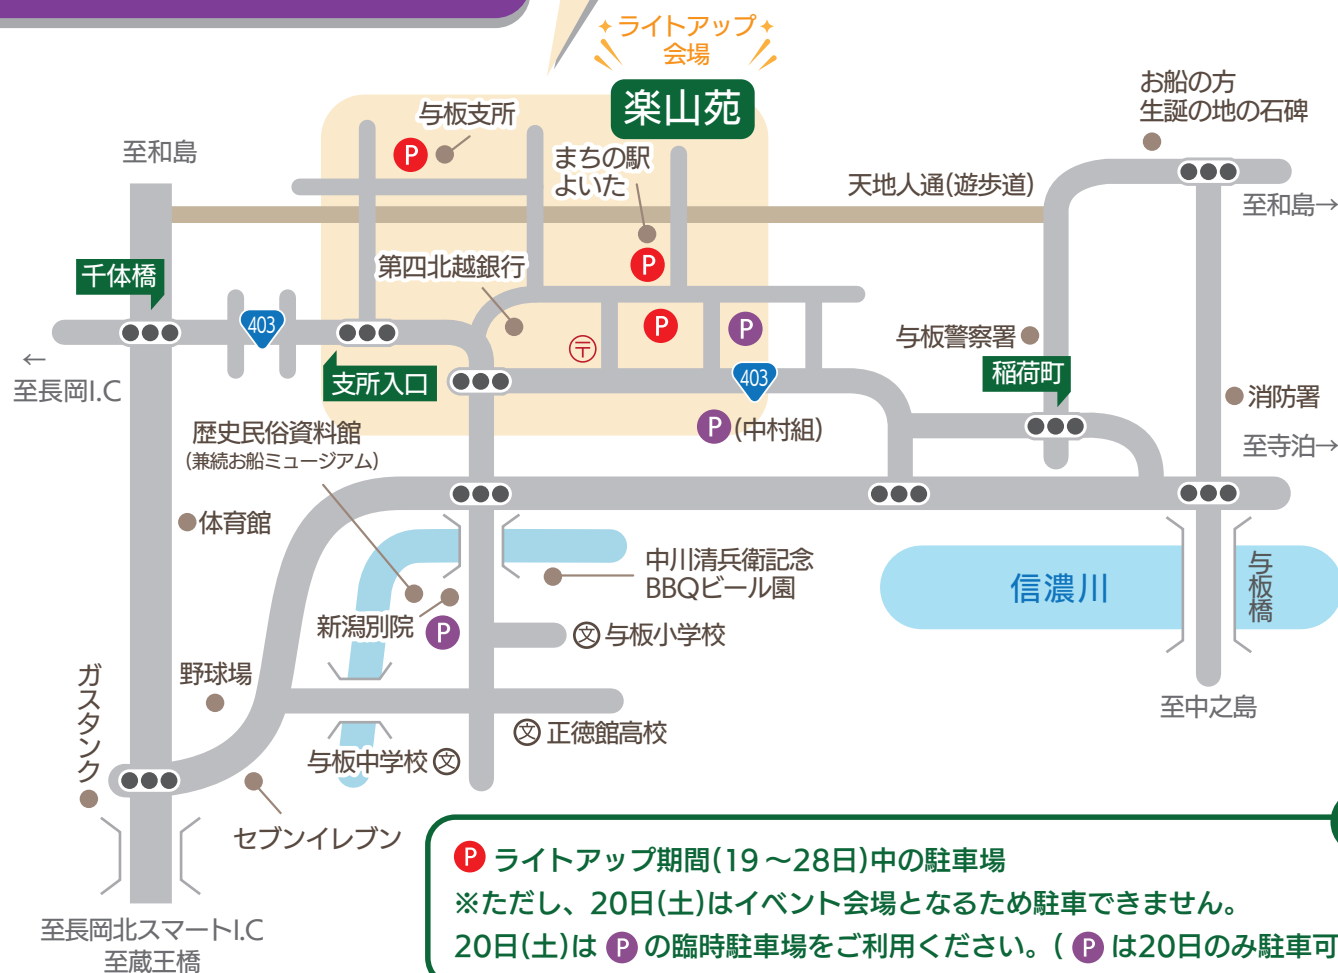 ライトアップ
会場
楽山苑
与板支所
P
まちの駅
よいた
お船の方
生誕の地の石碑
至和島
天地人通(遊歩道)
至和島→
千体橋
第四北越銀行
P
403
P
P
〒
与板警察署
←
至長岡I.C
支所入口
403
稲荷町
消防署
P (中村組)
歴史民俗資料館
(兼続お船ミュージアム)
至寺泊→
体育館
中川清兵衛記念
BBQビール園
信濃川
与板橋
新潟別院
P
文 与板小学校
ガスタンク
野球場
至中之島
文 正徳館高校
与板中学校 文
セブンイレブン
P ライトアップ期間(19～28日)中の駐車場
※ただし、20日(土)はイベント会場となるため駐車できません。
20日(土)は P の臨時駐車場をご利用ください。( P は20日のみ駐車可
至長岡北スマートI.C
至蔵王橋